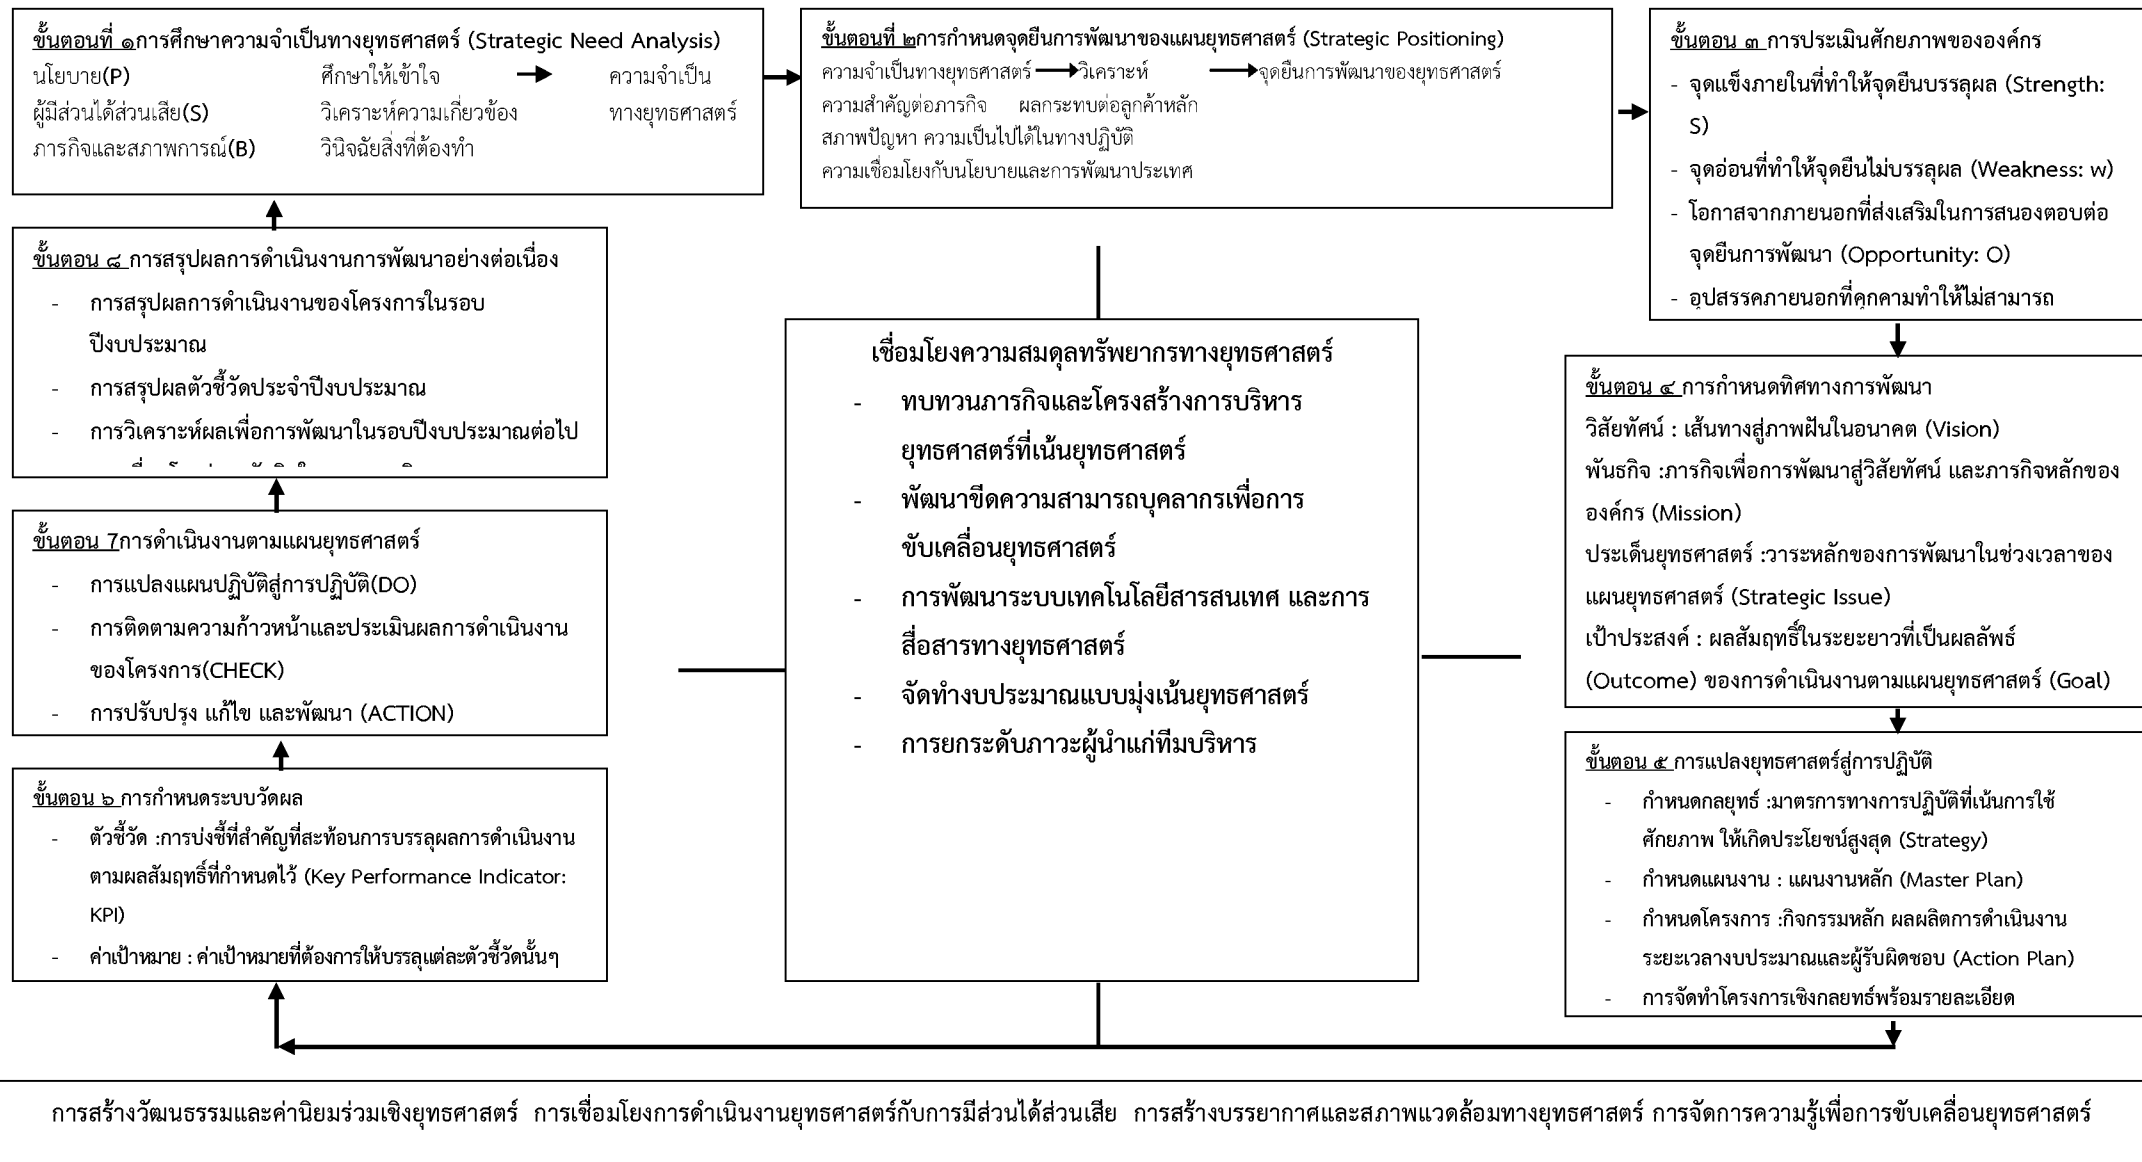 ขั้นตอนที่ ๑การศึกษาความจำเป็นทางยุทธศาสตร์ (Strategic Need Analysis)
นโยบาย(P) ศึกษาให้เข้าใจ ความจำเป็น
ผู้มีส่วนได้ส่วนเสีย(S) วิเคราะห์ความเกี่ยวข้อง ทางยุทธศาสตร์
ภารกิจและสภาพการณ์(B) วินิจฉัยสิ่งที่ต้องทำ
ขั้นตอนที่ ๒การกำหนดจุดยืนการพัฒนาของแผนยุทธศาสตร์ (Strategic Positioning)
ความจำเป็นทางยุทธศาสตร์ วิเคราะห์ จุดยืนการพัฒนาของยุทธศาสตร์
ความสำคัญต่อภารกิจ ผลกระทบต่อลูกค้าหลัก
สภาพปัญหา ความเป็นไปได้ในทางปฏิบัติ
ความเชื่อมโยงกับนโยบายและการพัฒนาประเทศ
ขั้นตอน ๓ การประเมินศักยภาพขององค์กร
- จุดแข็งภายในที่ทำให้จุดยืนบรรลุผล (Strength:
S)
- จุดอ่อนที่ทำให้จุดยืนไม่บรรลุผล (Weakness: w)
- โอกาสจากภายนอกที่ส่งเสริมในการสนองตอบต่อ
จุดยืนการพัฒนา (Opportunity: O)
- อุปสรรคภายนอกที่คุกคามทำให้ไม่สามารถ
ขั้นตอน ๔ การกำหนดทิศทางการพัฒนา
วิสัยทัศน์ : เส้นทางสู่ภาพฝันในอนาคต (Vision)
พันธกิจ :ภารกิจเพื่อการพัฒนาสู่วิสัยทัศน์ และภารกิจหลักของ
องค์กร (Mission)
ประเด็นยุทธศาสตร์ :วาระหลักของการพัฒนาในช่วงเวลาของ
แผนยุทธศาสตร์ (Strategic Issue)
เป้าประสงค์ : ผลสัมฤทธิ์ในระยะยาวที่เป็นผลลัพธ์
(Outcome) ของการดำเนินงานตามแผนยุทธศาสตร์ (Goal)
ขั้นตอน ๕ การแปลงยุทธศาสตร์สู่การปฏิบัติ
- กำหนดกลยุทธ์ :มาตรการทางการปฏิบัติที่เน้นการใช้
ศักยภาพ ให้เกิดประโยชน์สูงสุด (Strategy)
- กำหนดแผนงาน : แผนงานหลัก (Master Plan)
- กำหนดโครงการ :กิจกรรมหลัก ผลผลิตการดำเนินงาน
ระยะเวลางบประมาณและผู้รับผิดชอบ (Action Plan)
- การจัดทำโครงการเชิงกลยุทธ์พร้อมรายละเอียด
ขั้นตอน ๖ การกำหนดระบบวัดผล
- ตัวชี้วัด :การบ่งชี้ที่สำคัญที่สะท้อนการบรรลุผลการดำเนินงาน
ตามผลสัมฤทธิ์ที่กำหนดไว้ (Key Performance Indicator:
KPI)
- ค่าเป้าหมาย : ค่าเป้าหมายที่ต้องการให้บรรลุแต่ละตัวชี้วัดนั้นๆ
ขั้นตอน 7การดำเนินงานตามแผนยุทธศาสตร์
- การแปลงแผนปฏิบัติสู่การปฏิบัติ(DO)
- การติดตามความก้าวหน้าและประเมินผลการดำเนินงาน
ของโครงการ(CHECK)
- การปรับปรุง แก้ไข และพัฒนา (ACTION)
ขั้นตอน ๘ การสรุปผลการดำเนินงานการพัฒนาอย่างต่อเนื่อง
- การสรุปผลการดำเนินงานของโครงการในรอบ
ปีงบประมาณ
- การสรุปผลตัวชี้วัดประจำปีงบประมาณ
- การวิเคราะห์ผลเพื่อการพัฒนาในรอบปีงบประมาณต่อไป
เชื่อมโยงความสมดุลทรัพยากรทางยุทธศาสตร์
- ทบทวนภารกิจและโครงสร้างการบริหาร
ยุทธศาสตร์ที่เน้นยุทธศาสตร์
- พัฒนาขีดความสามารถบุคลากรเพื่อการ
ขับเคลื่อนยุทธศาสตร์
- การพัฒนาระบบเทคโนโลยีสารสนเทศ และการ
สื่อสารทางยุทธศาสตร์
- จัดทำงบประมาณแบบมุ่งเน้นยุทธศาสตร์
- การยกระดับภาวะผู้นำแก่ทีมบริหาร
การสร้างวัฒนธรรมและค่านิยมร่วมเชิงยุทธศาสตร์ การเชื่อมโยงการดำเนินงานยุทธศาสตร์กับการมีส่วนได้ส่วนเสีย การสร้างบรรยากาศและสภาพแวดล้อมทางยุทธศาสตร์ การจัดการความรู้เพื่อการขับเคลื่อนยุทธศาสตร์